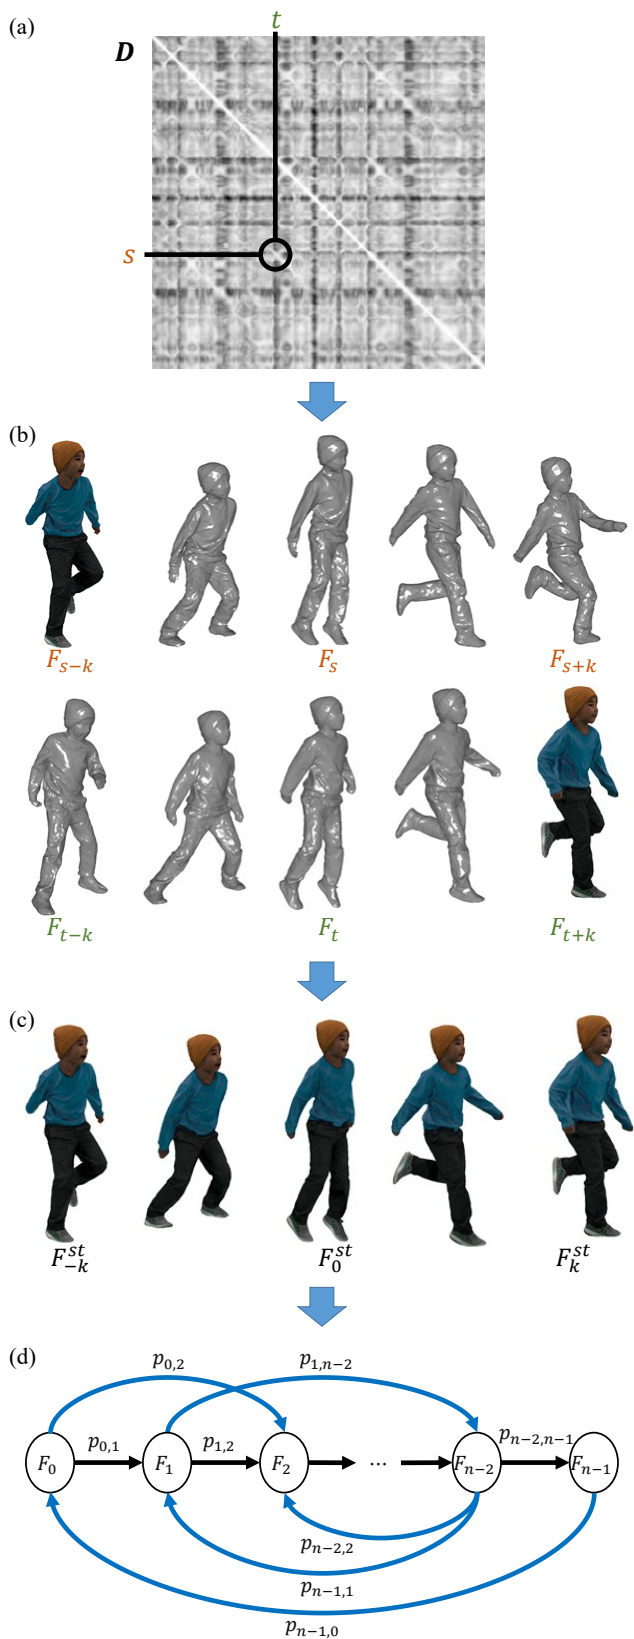 (a)
t
D
s
(b)
F_{s-k} F_s F_{s+k}
F_{t-k} F_t F_{t+k}
(c)
F_{-k}^{st} F_0^{st} F_k^{st}
(d)
p_{0,2} p_{1,n-2}
p_{0,1} p_{1,2} p_{n-2,n-1}
F_0 F_1 F_2 ... F_{n-2} F_{n-1}
p_{n-2,2}
p_{n-1,1}
p_{n-1,0}